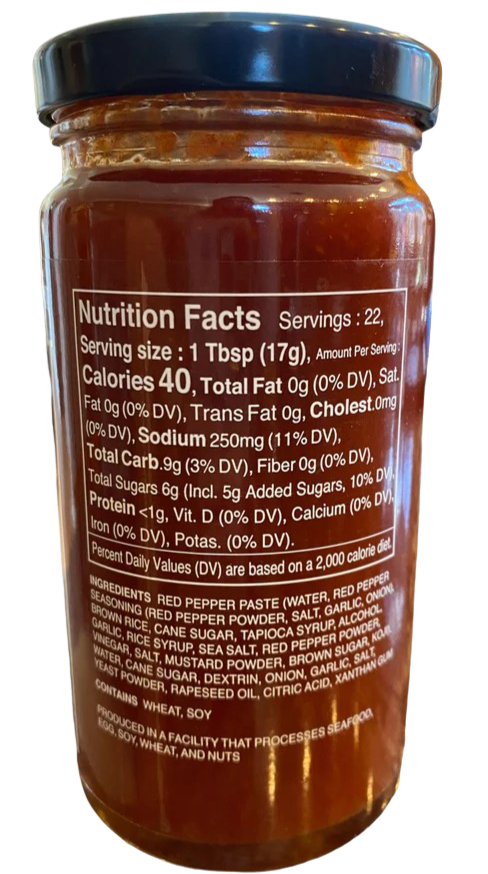 Nutrition Facts Servings : 22,
Serving size : 1 Tbsp (17g), Amount Per Serving :
Calories 40, Total Fat 0g (0% DV), Sat.
Fat 0g (0% DV), Trans Fat 0g, Cholest.0mg
(0% DV), Sodium 250mg (11% DV),
Total Carb.9g (3% DV), Fiber 0g (0% DV),
Total Sugars 6g (Incl. 5g Added Sugars, 10% DV),
Protein <1g, Vit. D (0% DV), Calcium (0% DV),
Iron (0% DV), Potas. (0% DV).
Percent Daily Values (DV) are based on a 2,000 calorie diet.
INGREDIENTS RED PEPPER PASTE (WATER, RED PEPPER
SEASONING (RED PEPPER POWDER, SALT, GARLIC, ONION),
BROWN RICE, CANE SUGAR, TAPIOCA SYRUP, ALCOHOL,
GARLIC, RICE SYRUP, SEA SALT, RED PEPPER POWDER,
VINEGAR, SALT, MUSTARD POWDER, BROWN SUGAR, KOJI,
WATER, CANE SUGAR, DEXTRIN, ONION, GARLIC, SALT,
YEAST POWDER, RAPESEED OIL, CITRIC ACID, XANTHAN GUM
CONTAINS WHEAT, SOY
PRODUCED IN A FACILITY THAT PROCESSES SEAFOOD,
EGG, SOY, WHEAT, AND NUTS